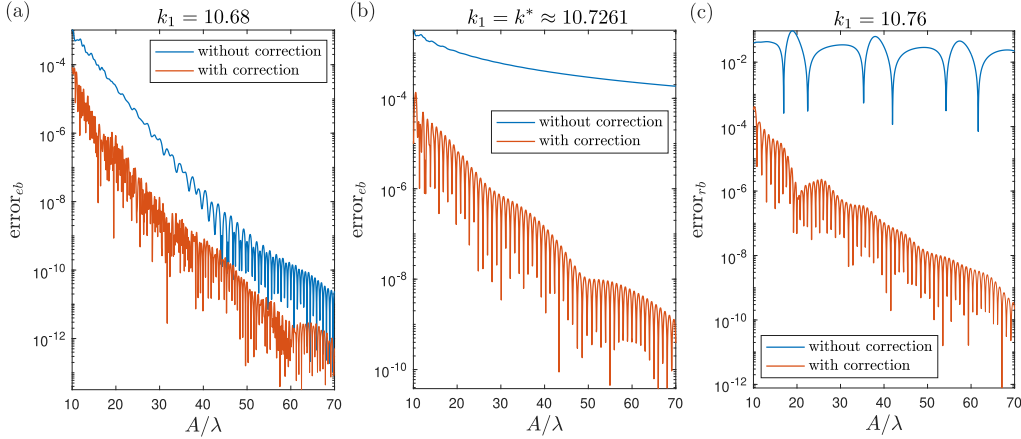 (a)
k₁ = 10.68
without correction
with correction
10⁻⁴
10⁻⁶
10⁻⁸
10⁻¹⁰
10⁻¹²
error_eb
10 20 30 40 50 60 70
A/λ
(b)
k₁ = k* ≈ 10.7261
without correction
with correction
10⁻⁴
10⁻⁶
10⁻⁸
10⁻¹⁰
error_eb
10 20 30 40 50 60 70
A/λ
(c)
k₁ = 10.76
10⁻²
10⁻⁴
10⁻⁶
10⁻⁸
10⁻¹⁰
10⁻¹²
error_rb
without correction
with correction
10 20 30 40 50 60 70
A/λ